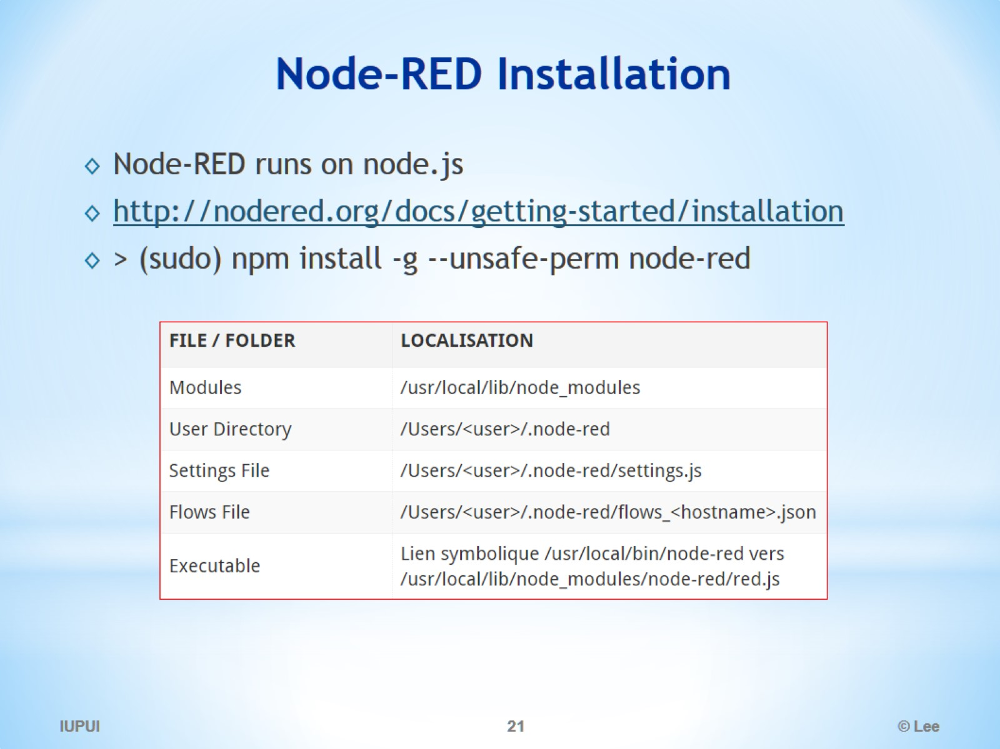 Node-RED Installation
Node-RED runs on node.js
http://nodered.org/docs/getting-started/installation
> (sudo) npm install -g --unsafe-perm node-red
FILE / FOLDER LOCALISATION
Modules /usr/local/lib/node_modules
User Directory /Users/<user>/.node-red
Settings File /Users/<user>/.node-red/settings.js
Flows File /Users/<user>/.node-red/flows_<hostname>.json
Executable Lien symbolique /usr/local/bin/node-red vers
/usr/local/lib/node_modules/node-red/red.js
IUPUI 21 © Lee